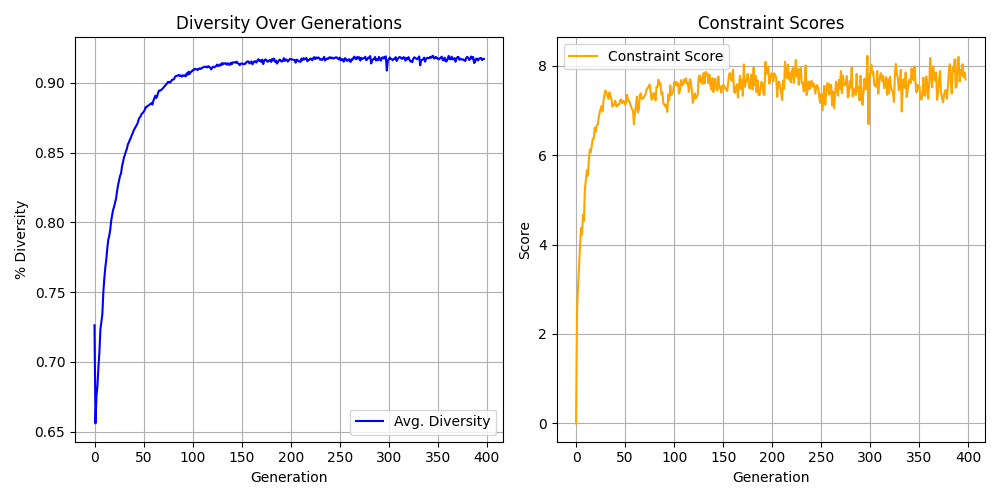 Diversity Over Generations
% Diversity
0.90
0.85
0.80
0.75
0.70
0.65
Avg. Diversity
0 50 100 150 200 250 300 350 400
Generation
Constraint Scores
Score
Constraint Score
8
6
4
2
0
0 50 100 150 200 250 300 350 400
Generation